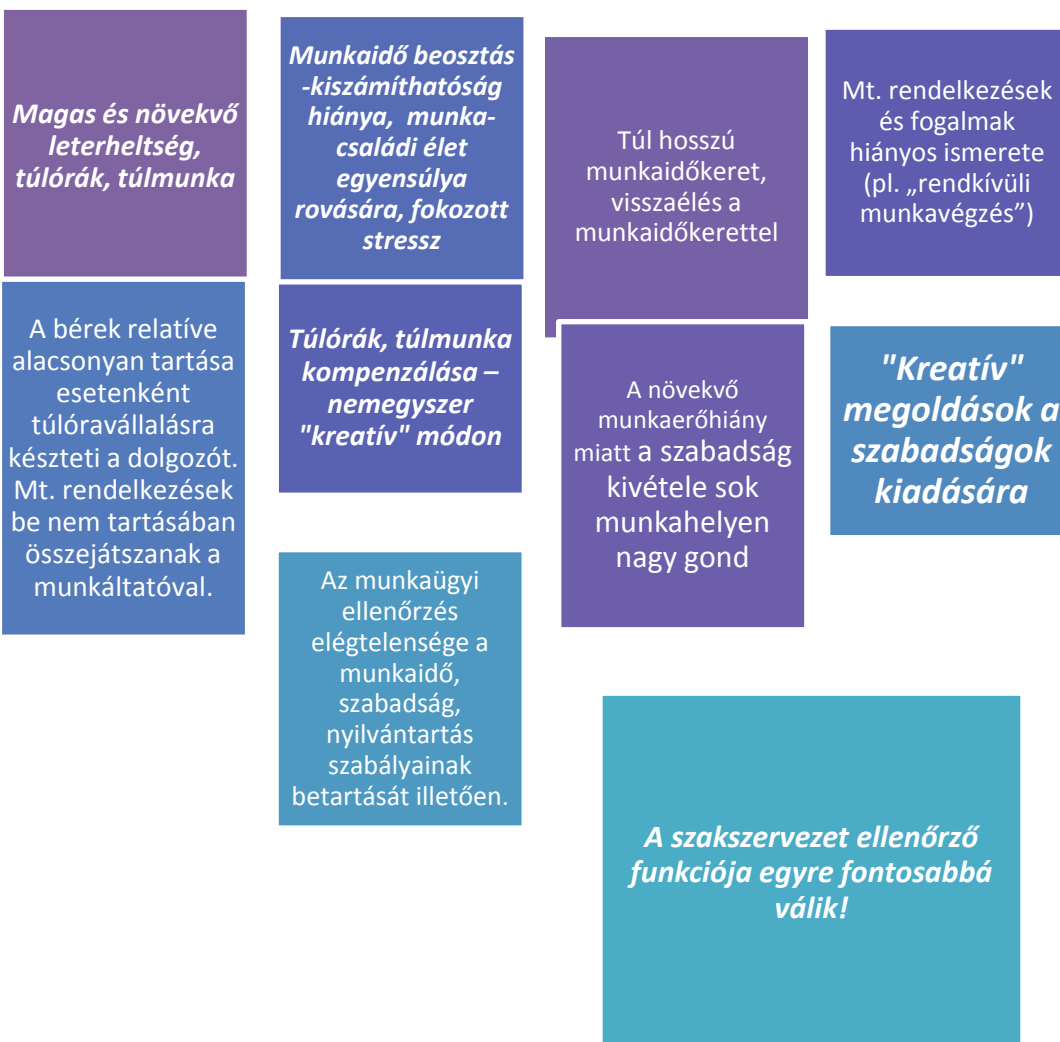 Magas és növekvő
leterheltség,
túlórák, túlmunka
Munkaidő beosztás
-kiszámíthatóság
hiánya, munka-
családi élet
egyensúlya
rovására, fokozott
stressz
Túl hosszú
munkaidőkeret,
visszaélés a
munkaidőkerettel
Mt. rendelkezések
és fogalmak
hiányos ismerete
(pl. „rendkívüli
munkavégzés”)
A bérek relatíve
alacsonyan tartása
esetenként
túlóravállalásra
készteti a dolgozót.
Mt. rendelkezések
be nem tartásában
összejátszanak a
munkáltatóval.
Túlórák, túlmunka
kompenzálása –
nemegyszer
"kreatív" módon
A növekvő
munkaerőhiány
miatt a szabadság
kivétele sok
munkahelyen
nagy gond
"Kreatív"
megoldások a
szabadságok
kiadására
Az munkaügyi
ellenőrzés
elégtelensége a
munkaidő,
szabadság,
nyilvántartás
szabályainak
betartását illetően.
A szakszervezet ellenőrző
funkciója egyre fontosabbá
válik!